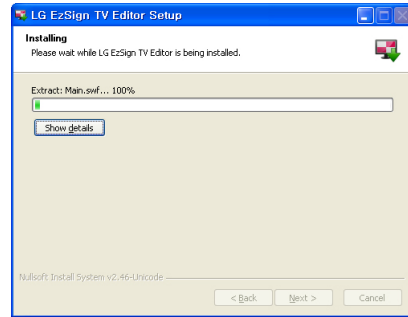 LG EzSign TV Editor Setup
Installing
Please wait while LG EzSign TV Editor is being installed.
Extract: Main.swf... 100%
Show details
Nullsoft Install System v2.46-Unicode
< Back Next > Cancel